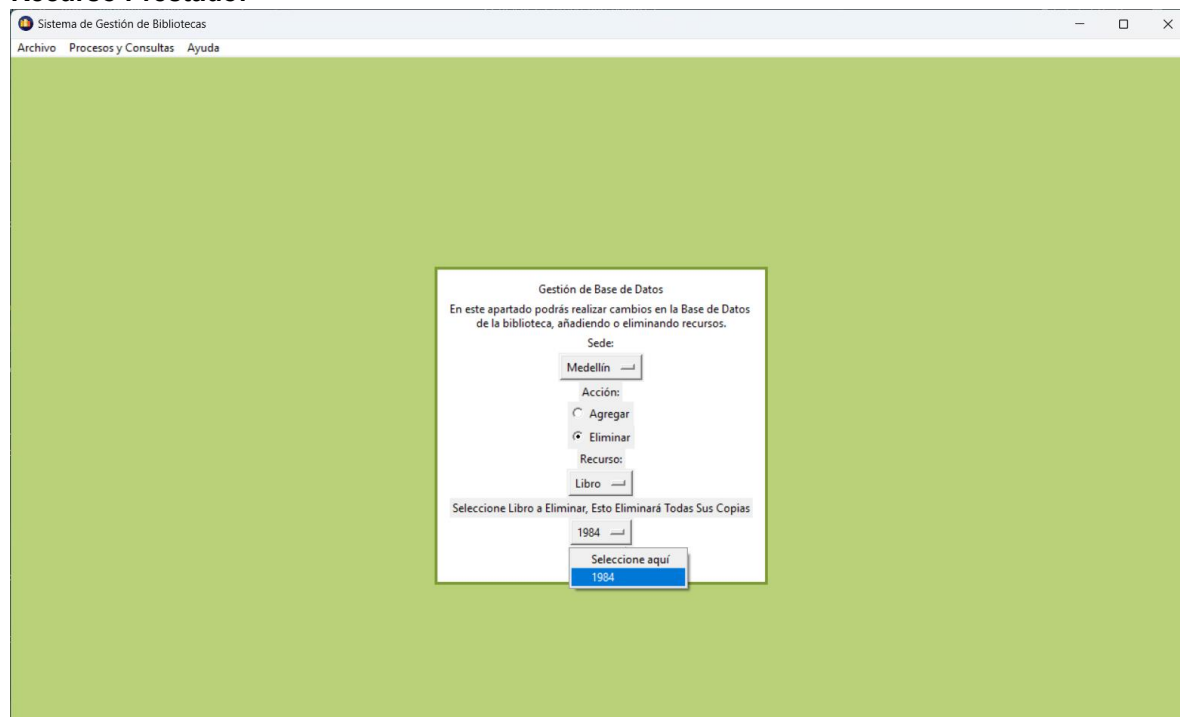 Recurso Prestado:
Sistema de Gestión de Bibliotecas
Archivo Procesos y Consultas Ayuda
Gestión de Base de Datos
En este apartado podrás realizar cambios en la Base de Datos
de la biblioteca, añadiendo o eliminando recursos.
Sede:
Medellín
Acción:
Agregar
Eliminar
Recurso:
Libro
Seleccione Libro a Eliminar, Esto Eliminará Todas Sus Copias
1984
Seleccione aquí
1984